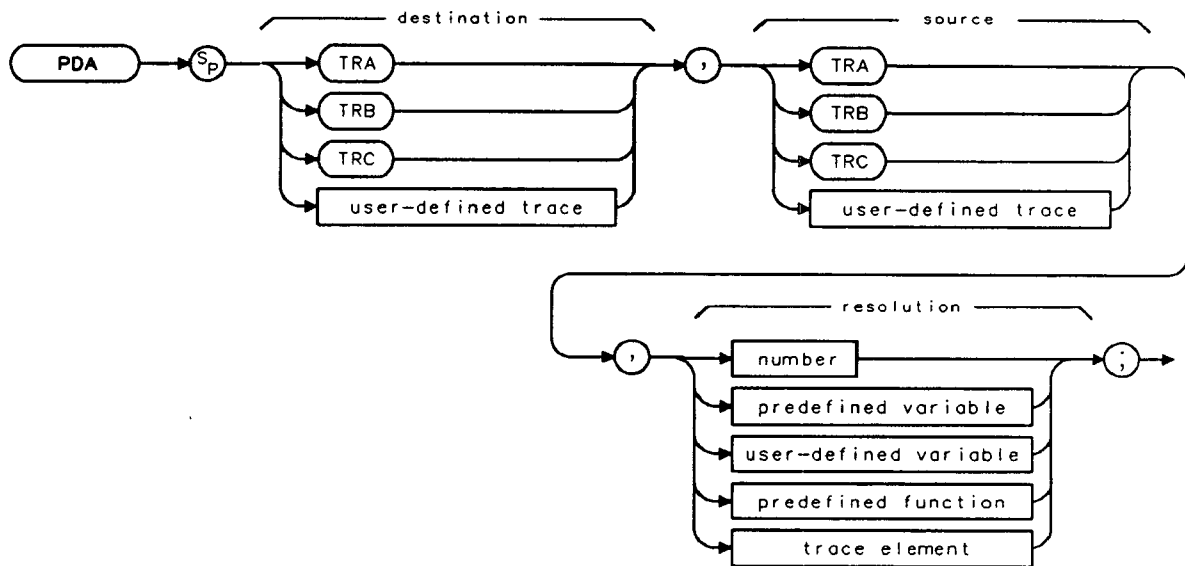 destination
source
PDA
SP
TRA
,
TRA
TRB
TRB
TRC
TRC
user-defined trace
user-defined trace
resolution
,
number
;
predefined variable
user-defined variable
predefined function
trace element